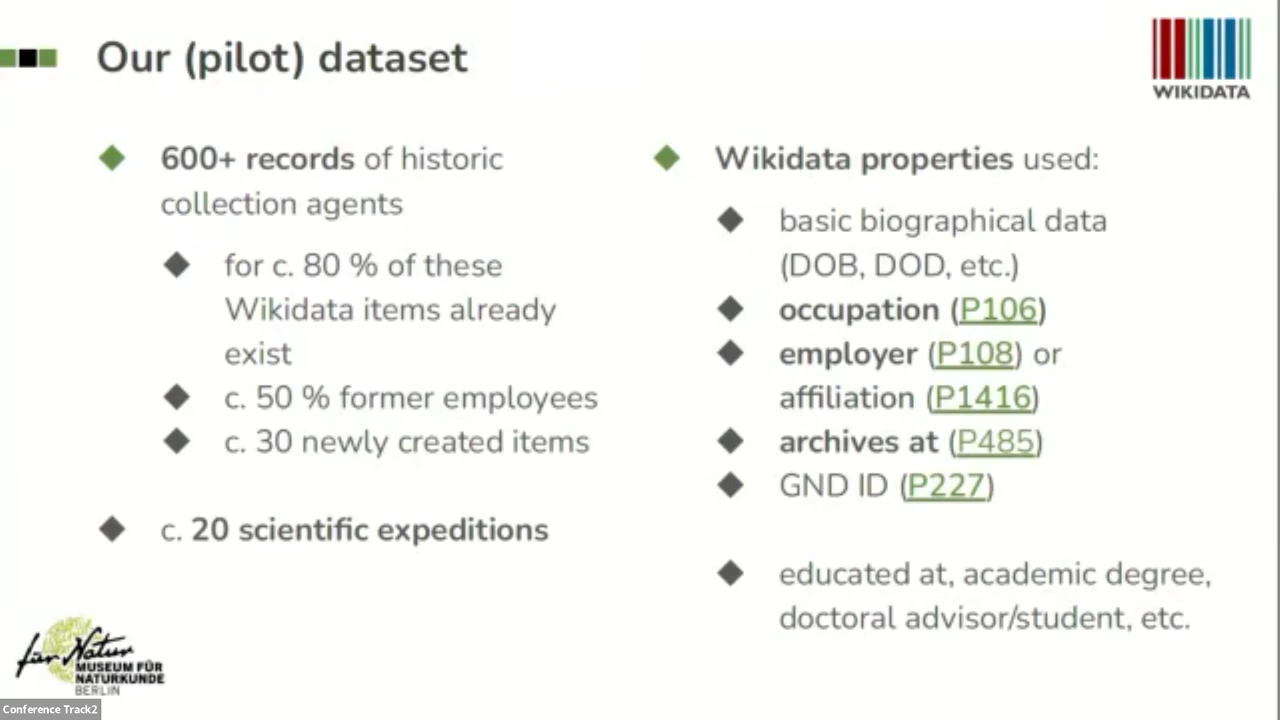 Our (pilot) dataset
WIKIDATA
600+ records of historic
collection agents
for c. 80 % of these
Wikidata items already
exist
c. 50 % former employees
c. 30 newly created items
c. 20 scientific expeditions
Wikidata properties used:
basic biographical data
(DOB, DOD, etc.)
occupation (P106)
employer (P108) or
affiliation (P1416)
archives at (P485)
GND ID (P227)
educated at, academic degree,
doctoral advisor/student, etc.
für Natur
MUSEUM FÜR
NATURKUNDE
BERLIN
Conference Track2